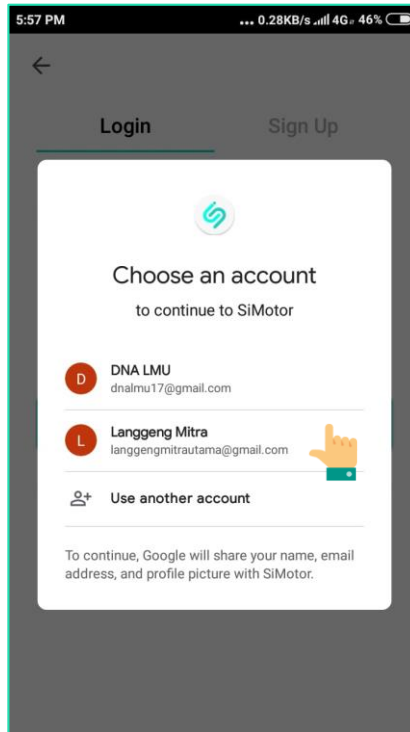 5:57 PM ... 0.28KB/s 4G 46%
Login Sign Up
Choose an account
to continue to SiMotor
D DNA LMU
dnalmu17@gmail.com
L Langgeng Mitra
langgengmitrautama@gmail.com
Use another account
To continue, Google will share your name, email
address, and profile picture with SiMotor.